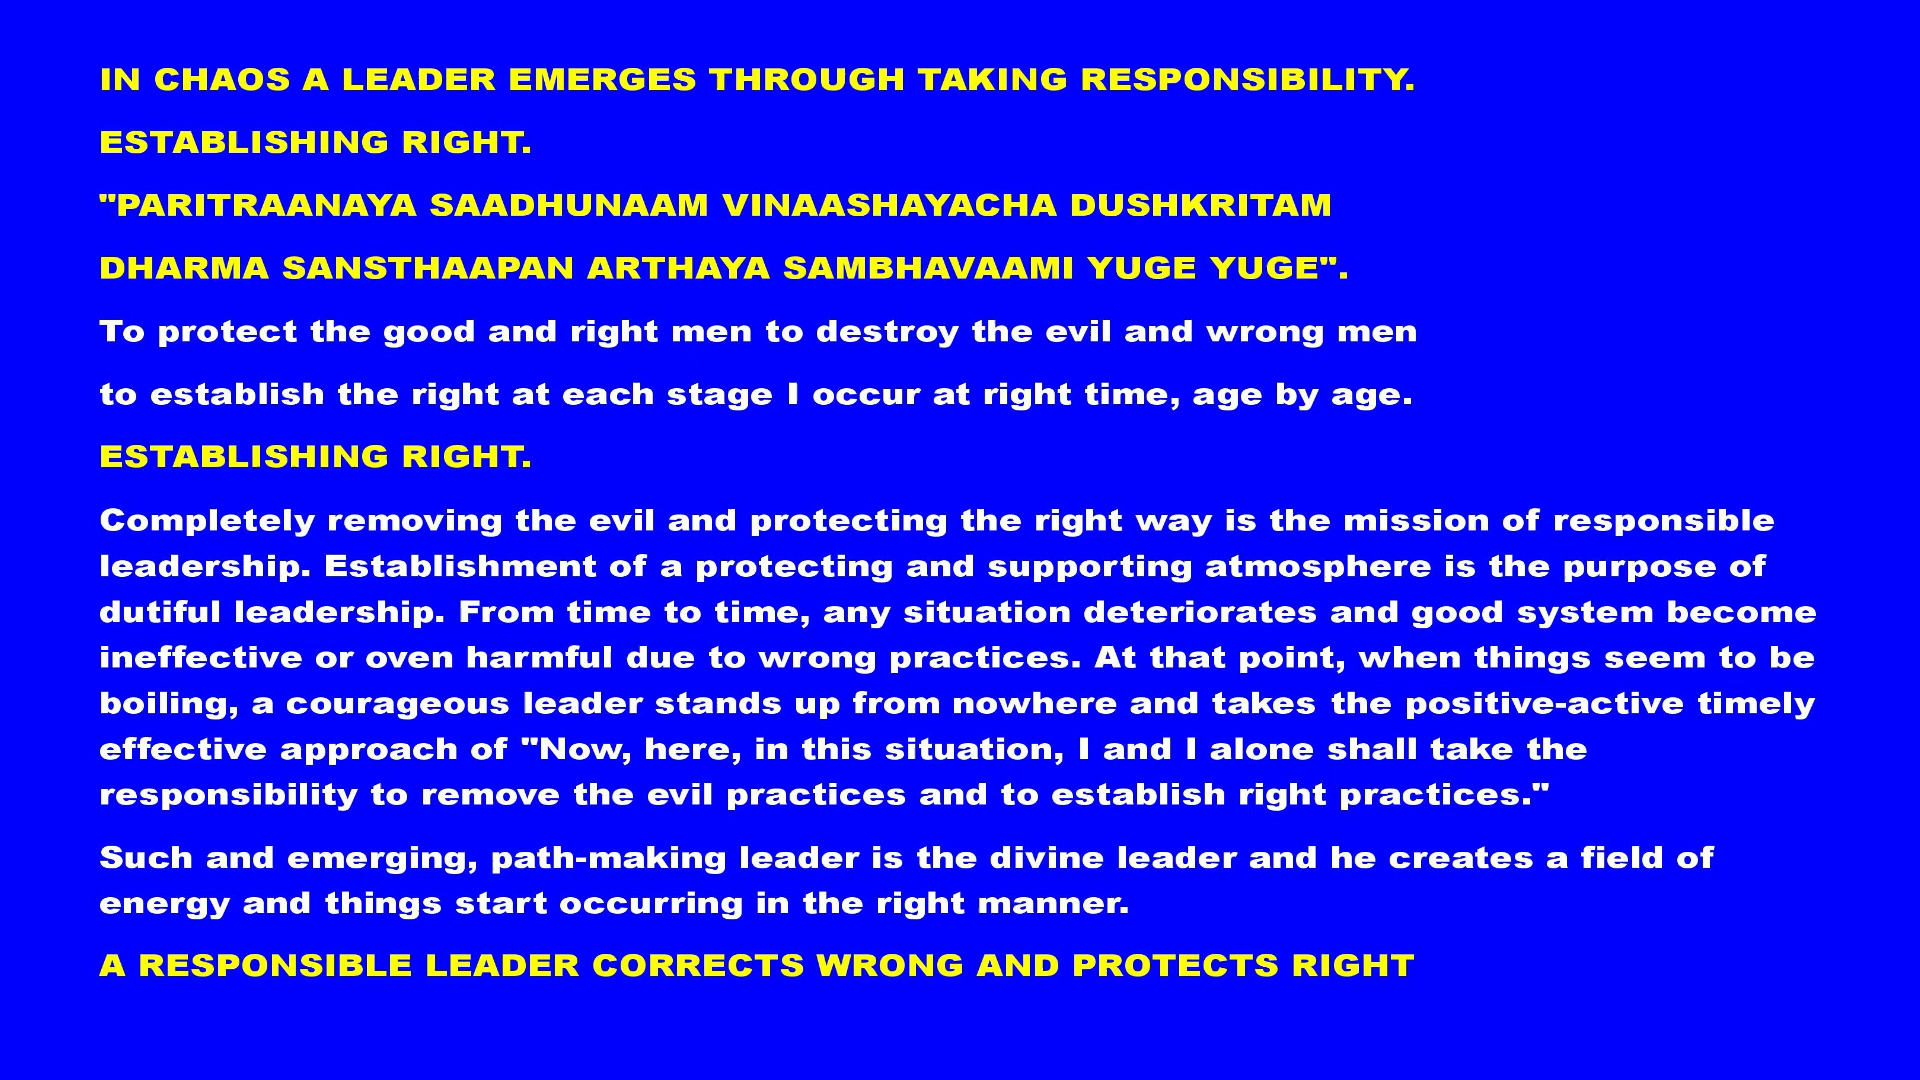 IN CHAOS A LEADER EMERGES THROUGH TAKING RESPONSIBILITY.
ESTABLISHING RIGHT.
"PARITRAANAYA SAADHUNAAM VINAASHAYACHA DUSHKRITAM
DHARMA SANSTHAAPAN ARTHAYA SAMBHAVAAMI YUGE YUGE".
To protect the good and right men to destroy the evil and wrong men
to establish the right at each stage I occur at right time, age by age.
ESTABLISHING RIGHT.
Completely removing the evil and protecting the right way is the mission of responsible
leadership. Establishment of a protecting and supporting atmosphere is the purpose of
dutiful leadership. From time to time, any situation deteriorates and good system become
ineffective or oven harmful due to wrong practices. At that point, when things seem to be
boiling, a courageous leader stands up from nowhere and takes the positive-active timely
effective approach of "Now, here, in this situation, I and I alone shall take the
responsibility to remove the evil practices and to establish right practices."
Such and emerging, path-making leader is the divine leader and he creates a field of
energy and things start occurring in the right manner.
A RESPONSIBLE LEADER CORRECTS WRONG AND PROTECTS RIGHT